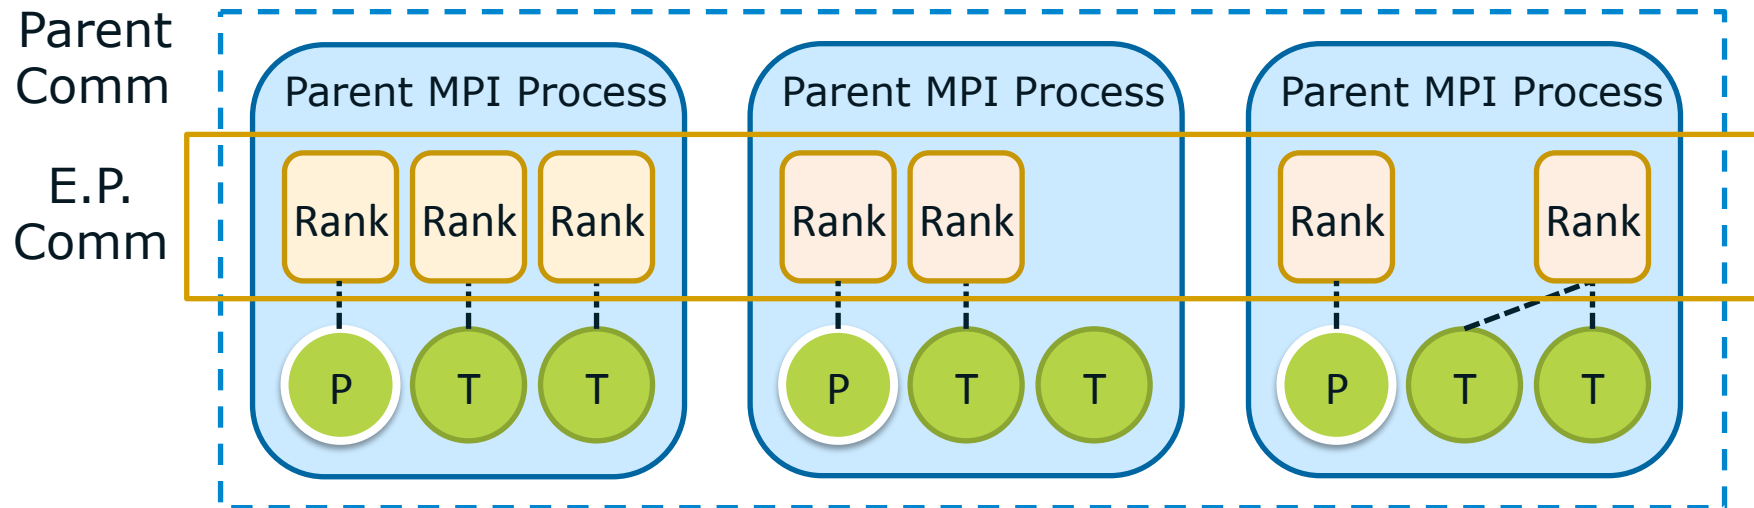 Parent
Comm
Parent MPI Process Parent MPI Process Parent MPI Process
E.P.
Comm
Rank Rank Rank Rank Rank Rank Rank
P T T P T T P T T